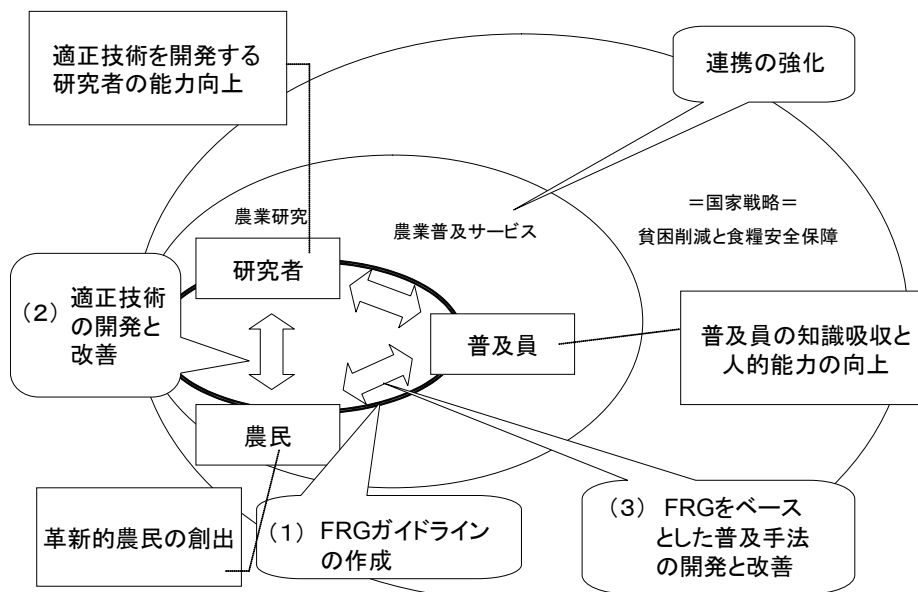 適正技術を開発する
研究者の能力向上
連携の強化
農業研究
農業普及サービス
=国家戦略=
貧困削減と食糧安全保障
研究者
(2)適正技術
の開発と
改善
普及員
普及員の知識吸収と
人的能力の向上
農民
革新的農民の創出
(1) FRGガイドライン
の作成
(3) FRGをベース
とした普及手法
の開発と改善